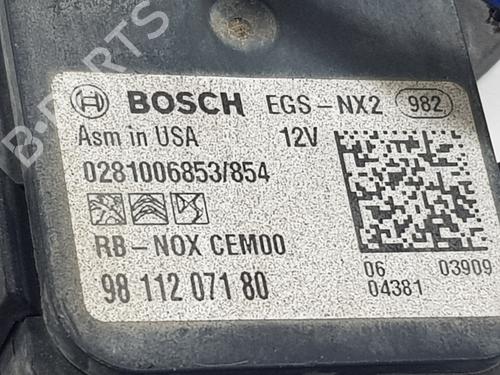 B-PARTS
BOSCH EGS-NX2 982
Asm in USA 12V
0281006853/854
RB-NOX CEM00
98 112 071 80
06 03909
04381